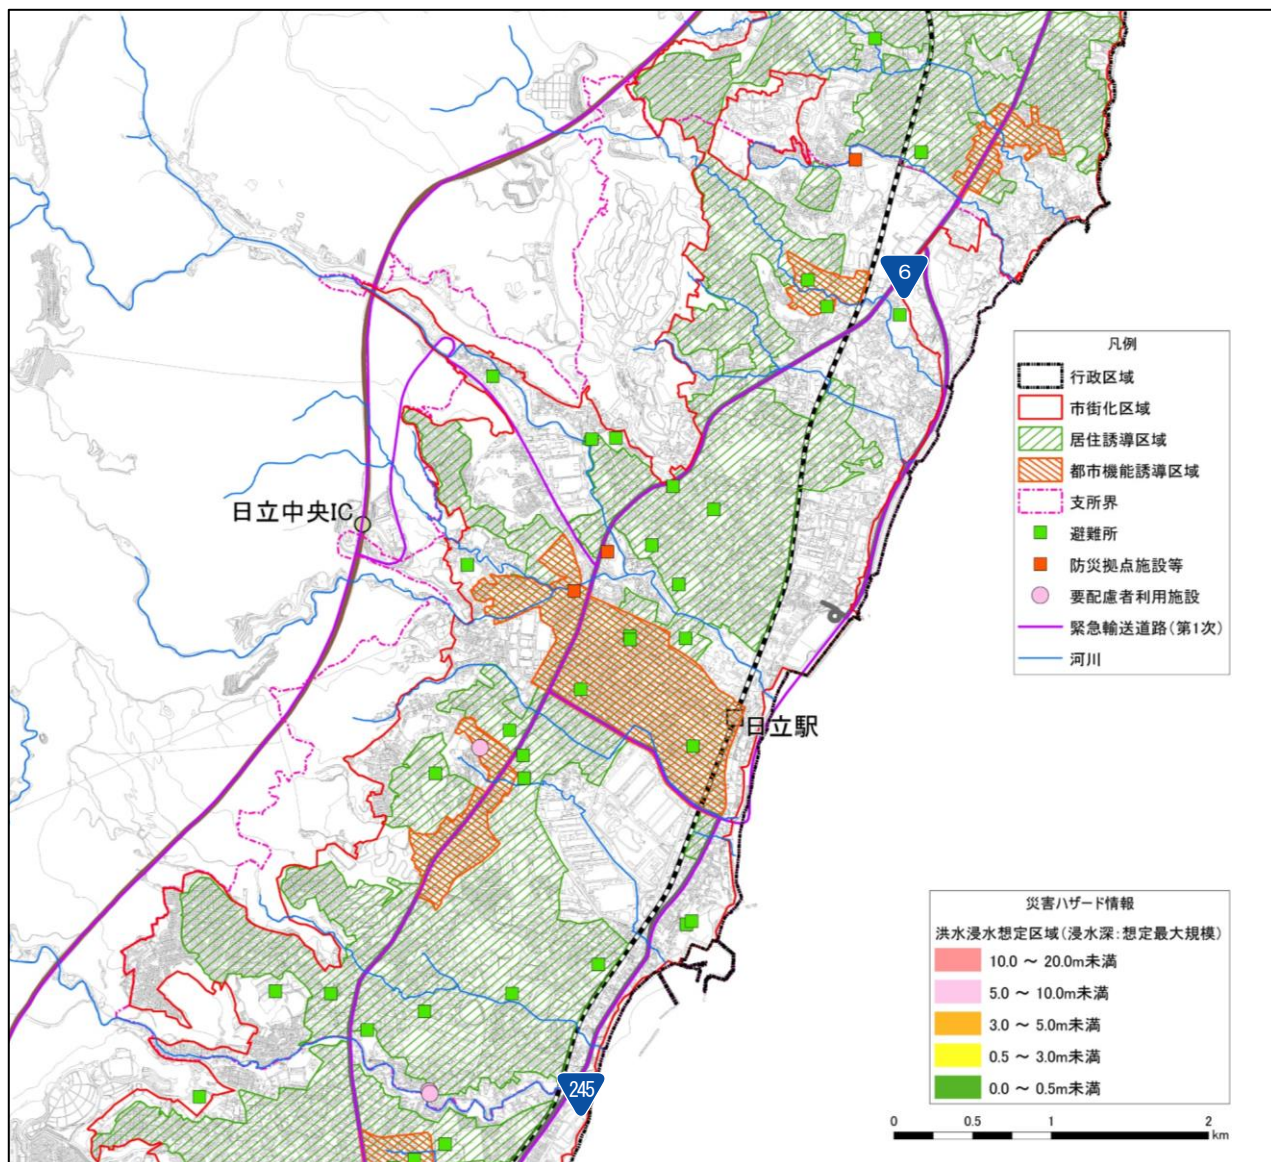 6
凡例
行政区域
市街化区域
居住誘導区域
都市機能誘導区域
支所界
避難所
防災拠点施設等
要配慮者利用施設
緊急輸送道路(第1次)
河川
日立中央IC
日立駅
災害ハザード情報
洪水浸水想定区域(浸水深:想定最大規模)
10.0 ～ 20.0m未満
5.0 ～ 10.0m未満
3.0 ～ 5.0m未満
0.5 ～ 3.0m未満
0.0 ～ 0.5m未満
245
0 0.5 1 2
km